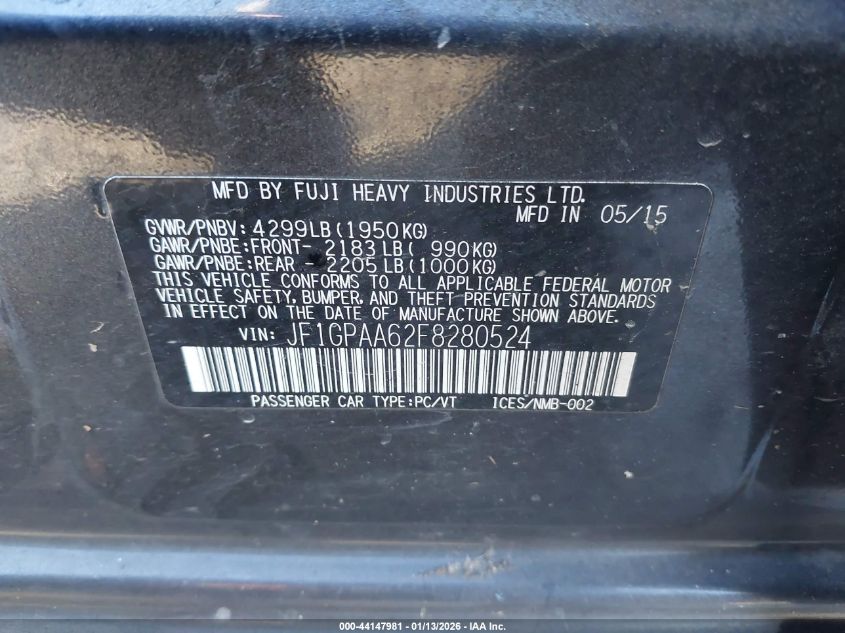 MFD BY FUJI HEAVY INDUSTRIES LTD.
MFD IN 05/15
GVWR/PNBV: 4299LB(1950KG)
GAWR/PNBE:FRONT- 2183LB( 990KG)
GAWR/PNBE:REAR - 2205LB(1000KG)
THIS VEHICLE CONFORMS TO ALL APPLICABLE FEDERAL MOTOR
VEHICLE SAFETY, BUMPER, AND THEFT PREVENTION STANDARDS
IN EFFECT ON THE DATE OF MANUFACTURE SHOWN ABOVE.
VIN: JF1GPAA62F8280524
PASSENGER CAR TYPE:PC/VT ICES/NMB-002
000-44147981 - 01/13/2026 - IAA Inc.